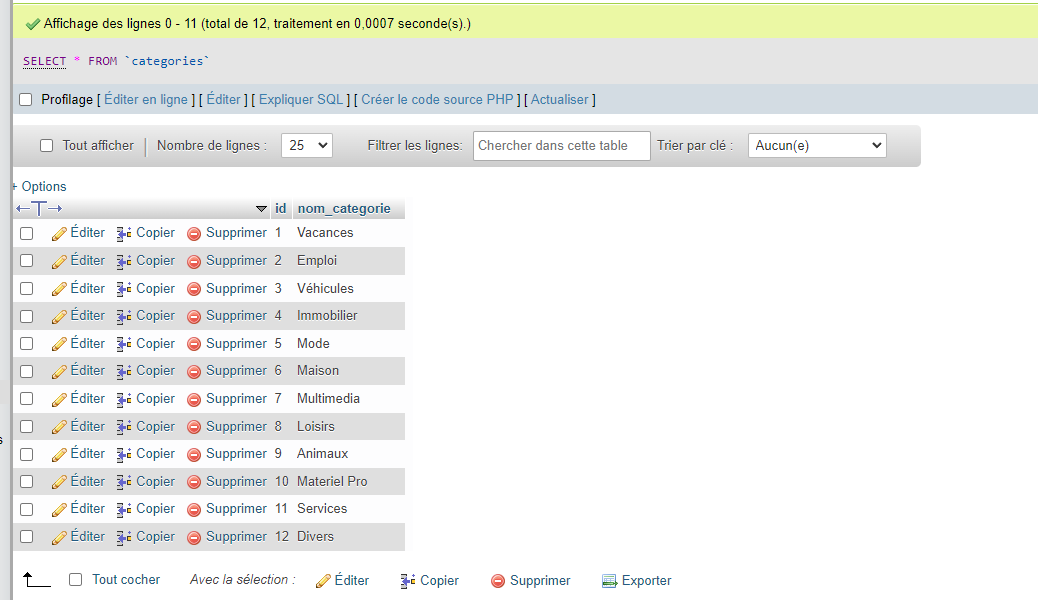 Affichage des lignes 0 - 11 (total de 12, traitement en 0,0007 seconde(s).)
SELECT * FROM `categories`
Profilage [ Éditer en ligne ] [ Éditer ] [ Expliquer SQL ] [ Créer le code source PHP ] [ Actualiser ]
Tout afficher Nombre de lignes : 25 Filtrer les lignes: Chercher dans cette table Trier par clé : Aucun(e)
+ Options
←T→ id nom_categorie
Éditer Copier Supprimer 1 Vacances
Éditer Copier Supprimer 2 Emploi
Éditer Copier Supprimer 3 Véhicules
Éditer Copier Supprimer 4 Immobilier
Éditer Copier Supprimer 5 Mode
Éditer Copier Supprimer 6 Maison
Éditer Copier Supprimer 7 Multimedia
Éditer Copier Supprimer 8 Loisirs
Éditer Copier Supprimer 9 Animaux
Éditer Copier Supprimer 10 Materiel Pro
Éditer Copier Supprimer 11 Services
Éditer Copier Supprimer 12 Divers
Tout cocher Avec la sélection : Éditer Copier Supprimer Exporter